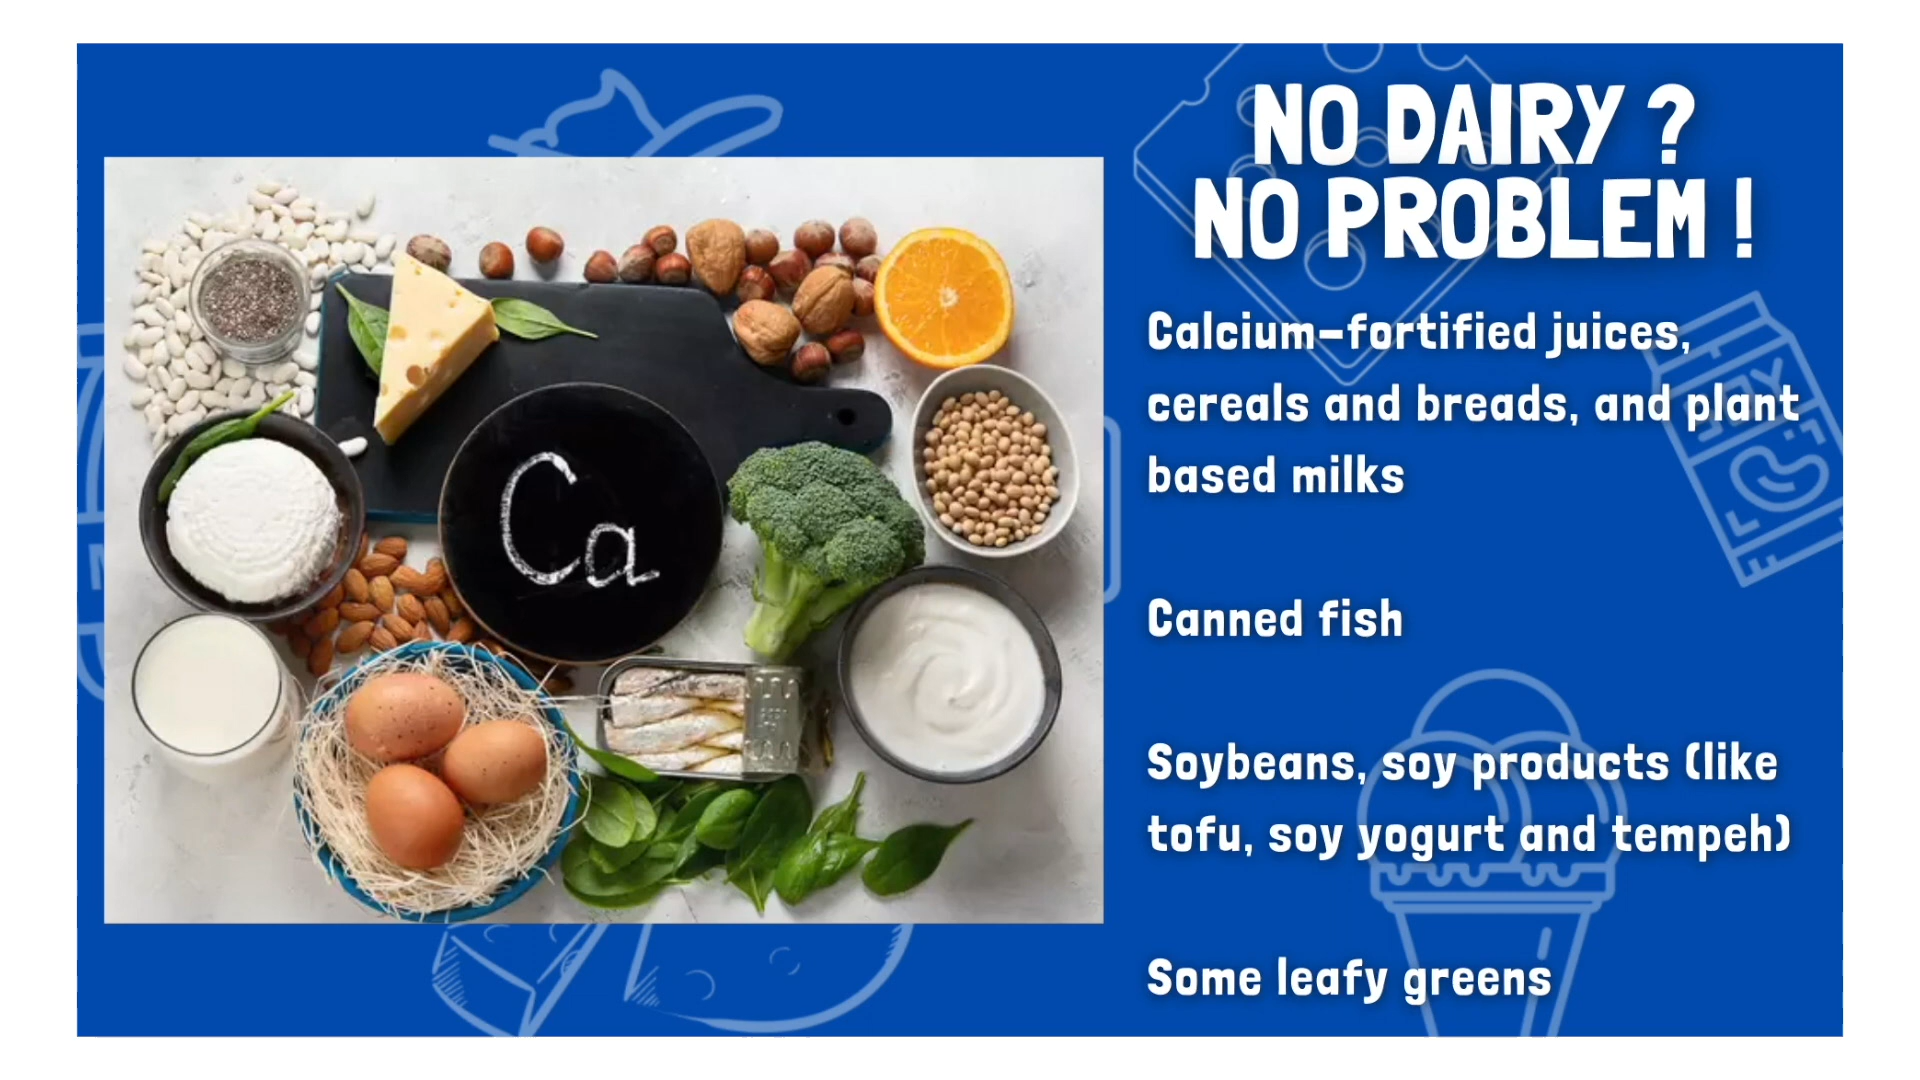 NO DAIRY ?
NO PROBLEM !
Calcium-fortified juices,
cereals and breads, and plant
based milks
Canned fish
Soybeans, soy products (like
tofu, soy yogurt and tempeh)
Some leafy greens
Ca
SOY